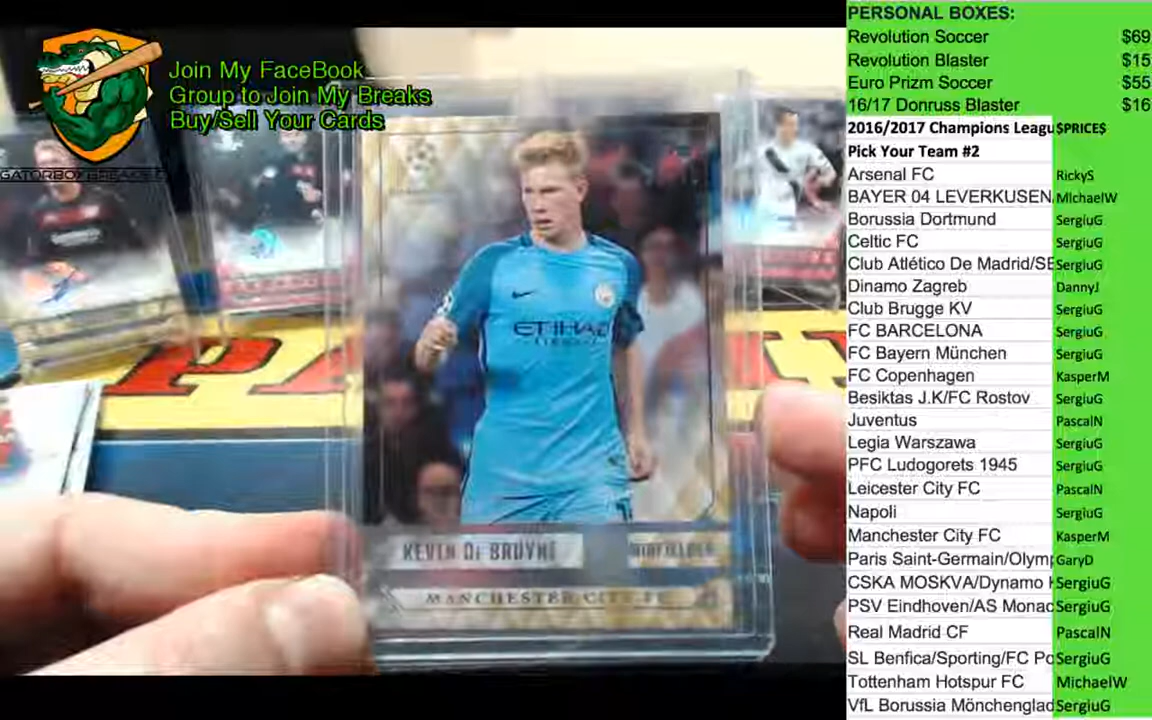 Join My FaceBook
Group to Join My Breaks
Buy/Sell Your Cards
GATORBOXBREAKS
ETIHAD
KEVIN DE BRUYNE
MIDFIELDER
MANCHESTER CITY FC
PERSONAL BOXES:
Revolution Soccer $69
Revolution Blaster $15
Euro Prizm Soccer $55
16/17 Donruss Blaster $16
2016/2017 Champions Leagu $PRICE$
Pick Your Team #2
Arsenal FC RickyS
BAYER 04 LEVERKUSEN MichaelW
Borussia Dortmund SergiuG
Celtic FC SergiuG
Club Atlético De Madrid/SE SergiuG
Dinamo Zagreb DannyJ
Club Brugge KV SergiuG
FC BARCELONA SergiuG
FC Bayern München SergiuG
FC Copenhagen KasperM
Besiktas J.K/FC Rostov SergiuG
Juventus PascalN
Legia Warszawa SergiuG
PFC Ludogorets 1945 SergiuG
Leicester City FC PascalN
Napoli SergiuG
Manchester City FC KasperM
Paris Saint-Germain/Olymp GaryD
CSKA MOSKVA/Dynamo K SergiuG
PSV Eindhoven/AS Monac SergiuG
Real Madrid CF PascalN
SL Benfica/Sporting/FC Po SergiuG
Tottenham Hotspur FC MichaelW
VfL Borussia Mönchenglad SergiuG